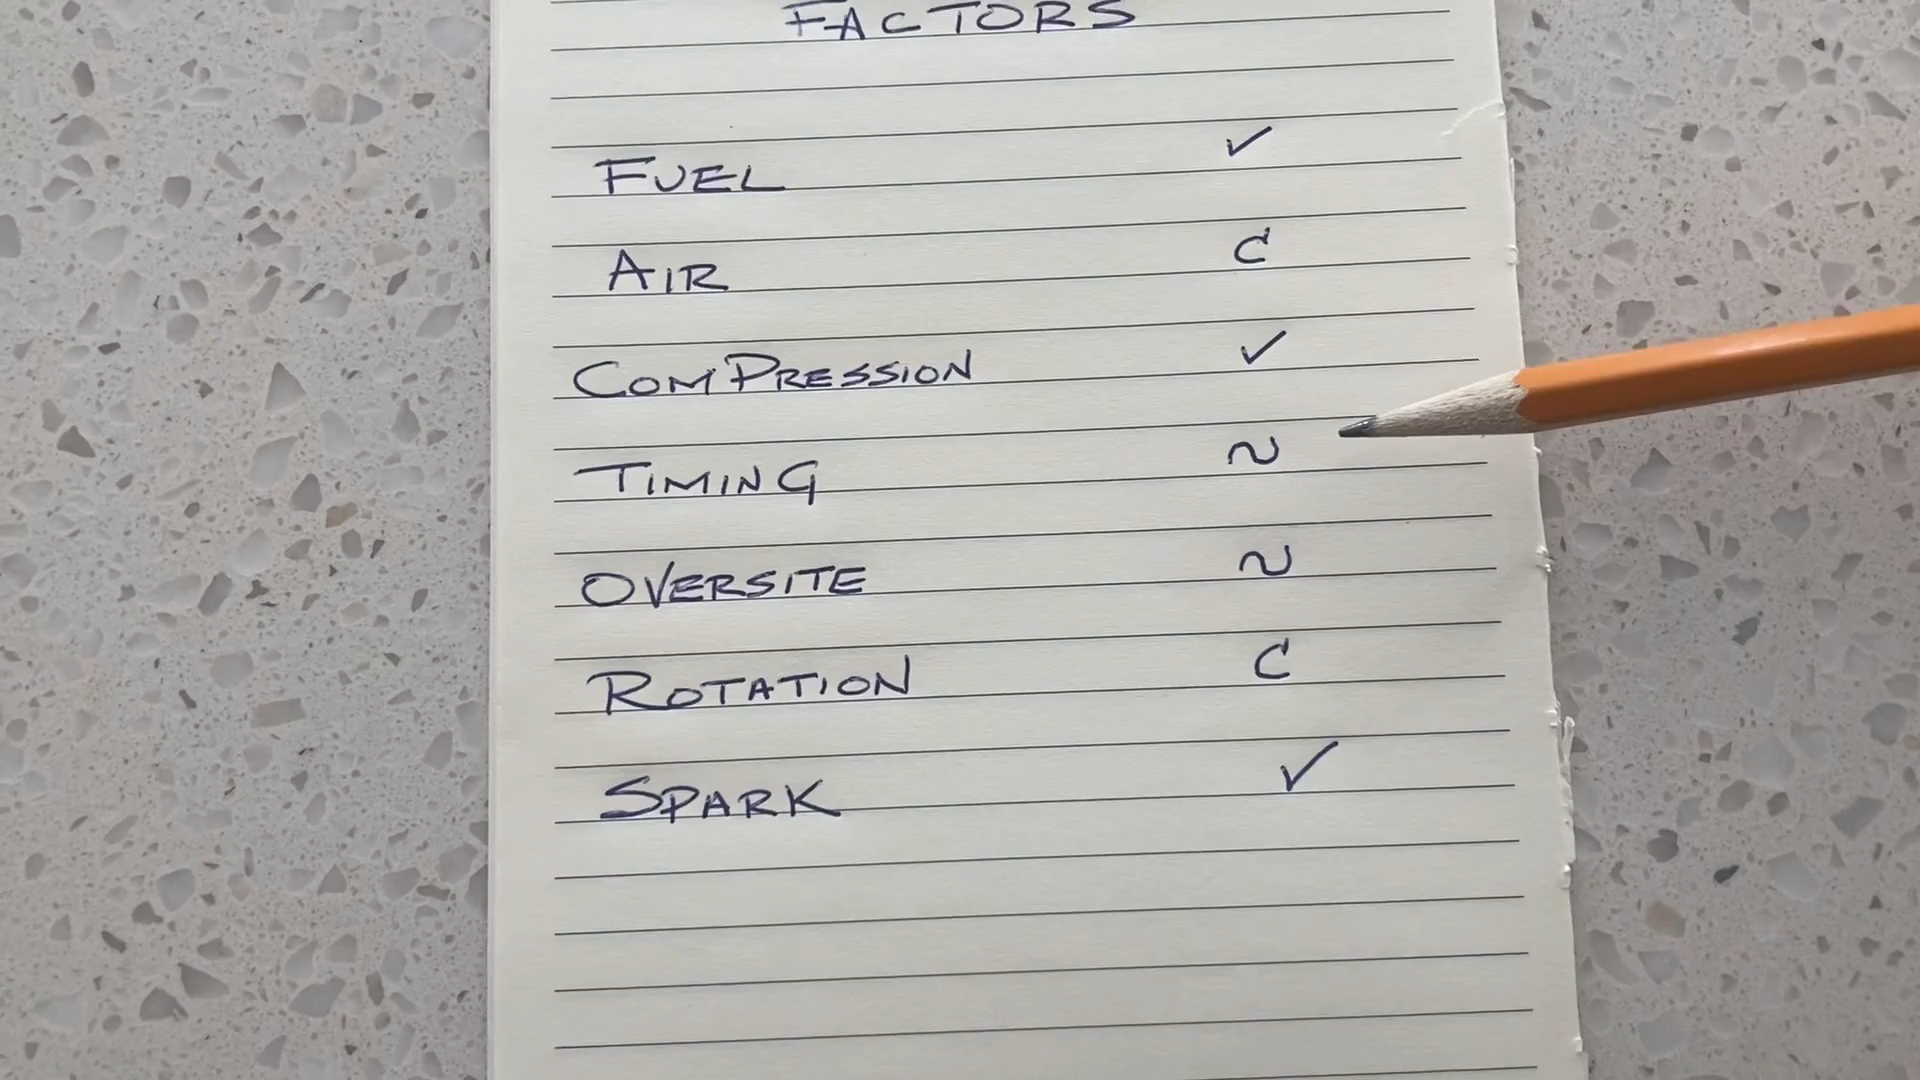 FACTORS
FUEL ✓
AIR C
COMPRESSION ✓
TIMING ~
OVERSITE ~
ROTATION C
SPARK ✓